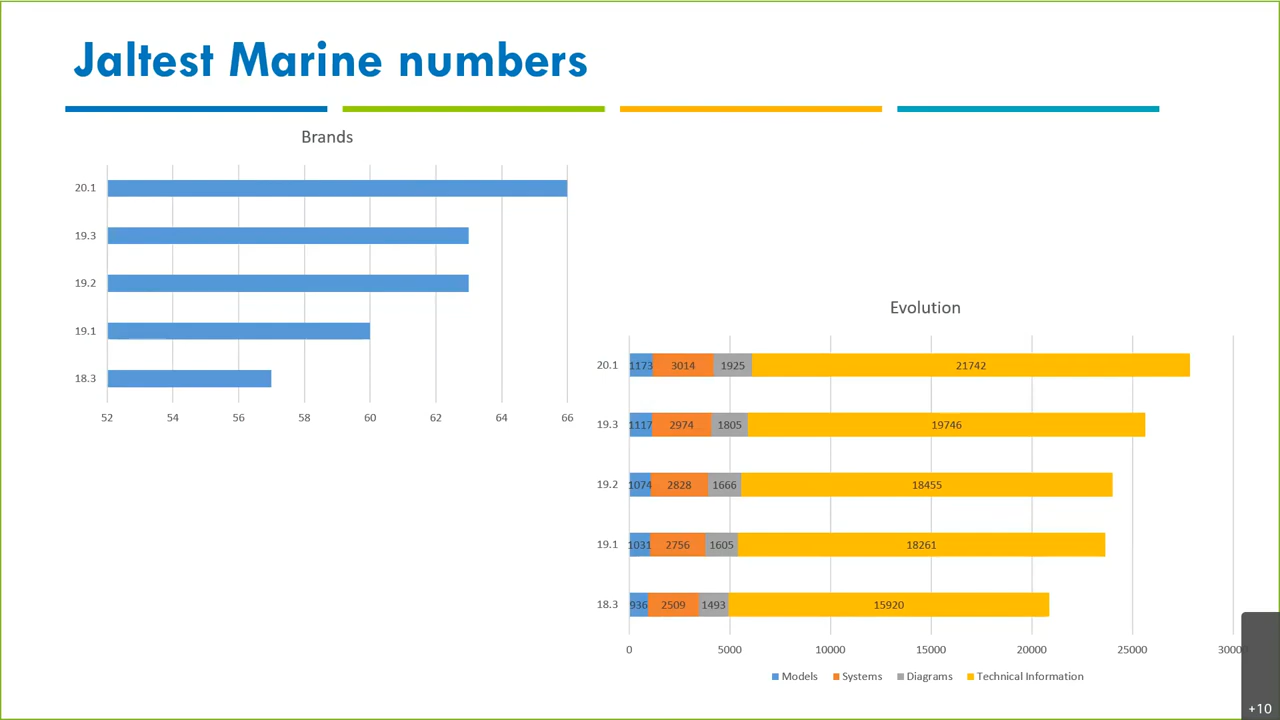 Jaltest Marine numbers
Brands
20.1
19.3
19.2
19.1
18.3
52 54 56 58 60 62 64 66
Evolution
20.1 1173 3014 1925 21742
19.3 1117 2974 1805 19746
19.2 1074 2828 1666 18455
19.1 1031 2756 1605 18261
18.3 936 2509 1493 15920
0 5000 10000 15000 20000 25000 30000
Models Systems Diagrams Technical Information
+10